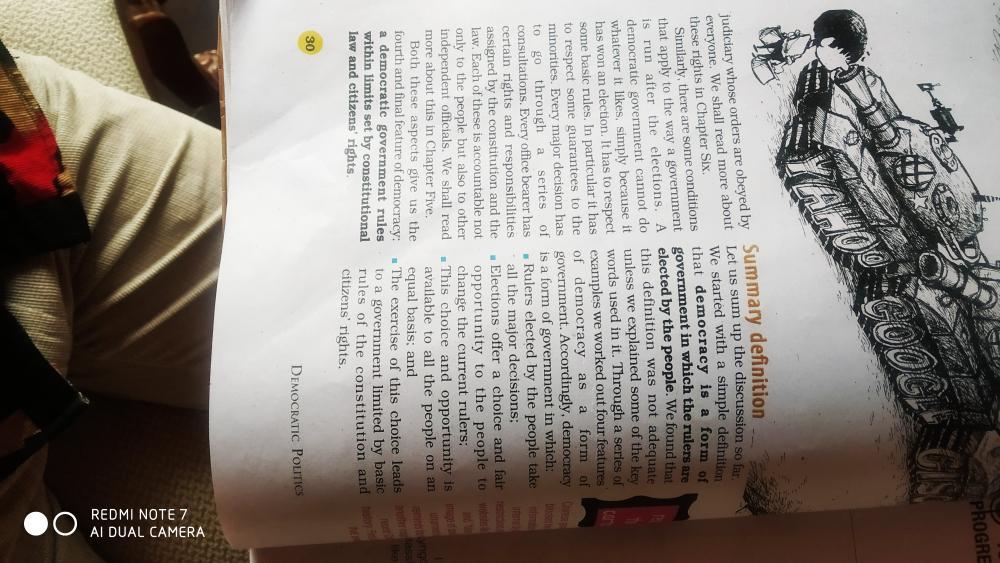 judiciary whose orders are obeyed by
everyone. We shall read more about
these rights in Chapter Six.
Similarly, there are some conditions
that apply to the way a government
is run after the elections. A
democratic government cannot do
whatever it likes, simply because it
has won an election. It has to respect
some basic rules. In particular it has
to respect some guarantees to the
minorities. Every major decision has
to go through a series of
consultations. Every office bearer has
certain rights and responsibilities
assigned by the constitution and the
law. Each of these is accountable not
only to the people but also to other
independent officials. We shall read
more about this in Chapter Five.
Both these aspects give us the
fourth and final feature of democracy:
a democratic government rules
within limits set by constitutional
law and citizens' rights.
30
Summary definition
Let us sum up the discussion so far.
We started with a simple definition
that democracy is a form of
government in which the rulers are
elected by the people. We found that
this definition was not adequate
unless we explained some of the key
words used in it. Through a series of
examples we worked out four features
of democracy as a form of
government. Accordingly, democracy
is a form of government in which:
▪ Rulers elected by the people take
all the major decisions;
▪ Elections offer a choice and fair
opportunity to the people to
change the current rulers;
▪ This choice and opportunity is
available to all the people on an
equal basis; and
▪ The exercise of this choice leads
to a government limited by basic
rules of the constitution and
citizens' rights.
DEMOCRATIC POLITICS
PROGRE
REDMI NOTE 7
AI DUAL CAMERA